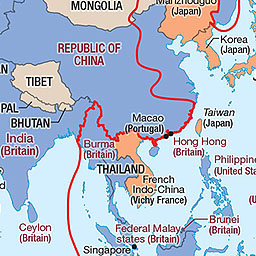 MONGOLIA
Manzhouguo
(Japan)
Korea
(Japan)
REPUBLIC OF
CHINA
TIBET
PAL
BHUTAN
India
(Britain)
Macao
(Portugal)
Taiwan
(Japan)
Hong Hong
(Britain)
Burma
(Britain)
THAILAND
Philippine
(United States
French
Indo-China
(Vichy France)
Ceylon
(Britain)
Federal Malay
states (Britain)
Brunei
(Britain)
Singapore